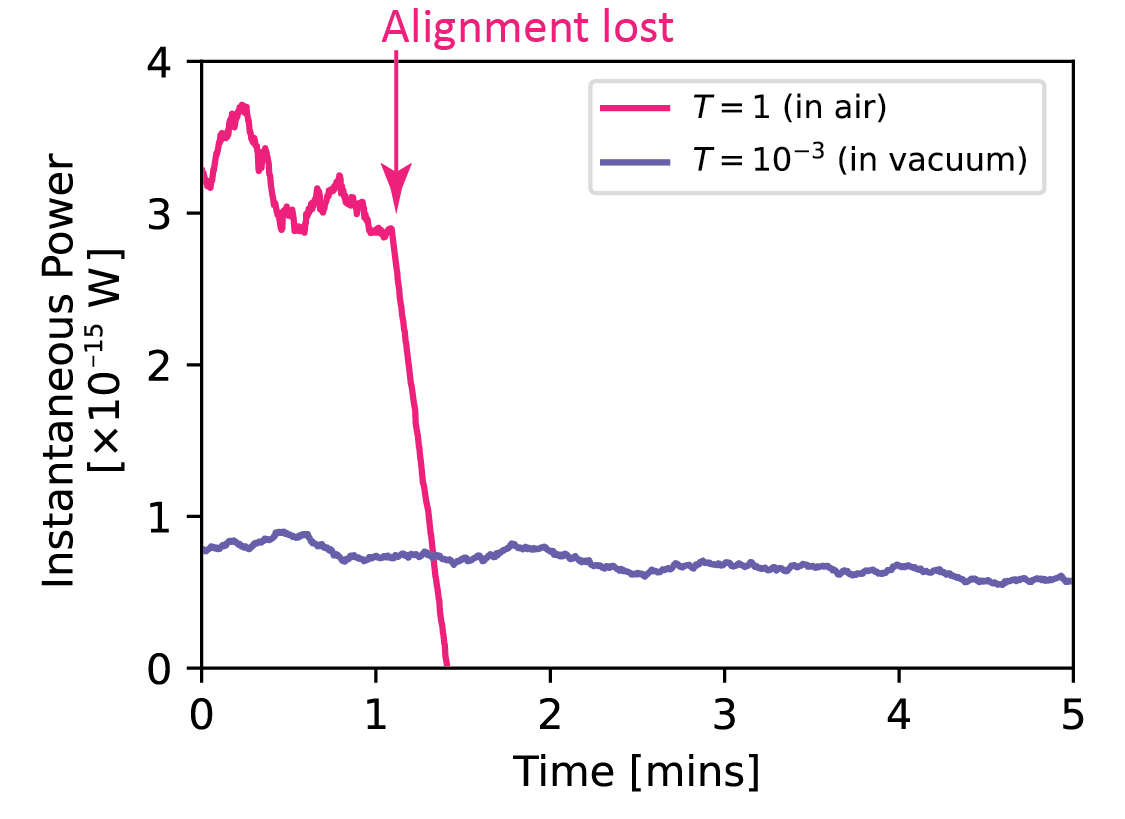 Alignment lost
4
3
2
1
0
Instantaneous Power
[×10⁻¹⁵ W]
T = 1 (in air)
T = 10⁻³ (in vacuum)
0 1 2 3 4 5
Time [mins]